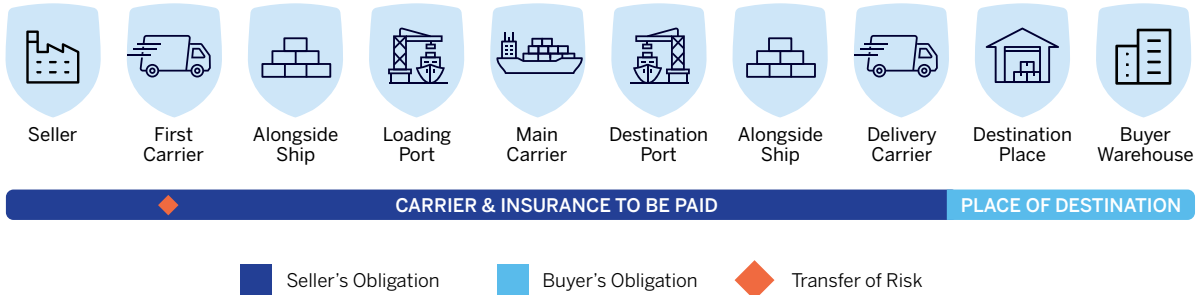 Seller
First
Carrier
Alongside
Ship
Loading
Port
Main
Carrier
Destination
Port
Alongside
Ship
Delivery
Carrier
Destination
Place
Buyer
Warehouse
CARRIER & INSURANCE TO BE PAID
PLACE OF DESTINATION
Seller’s Obligation
Buyer’s Obligation
Transfer of Risk